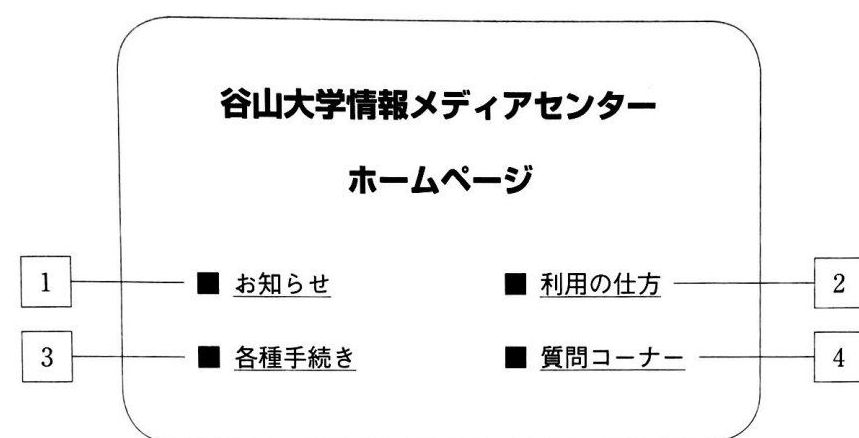 谷山大学情報メディアセンター
ホームページ
1 ■ お知らせ ■ 利用の仕方 2
3 ■ 各種手続き ■ 質問コーナー 4